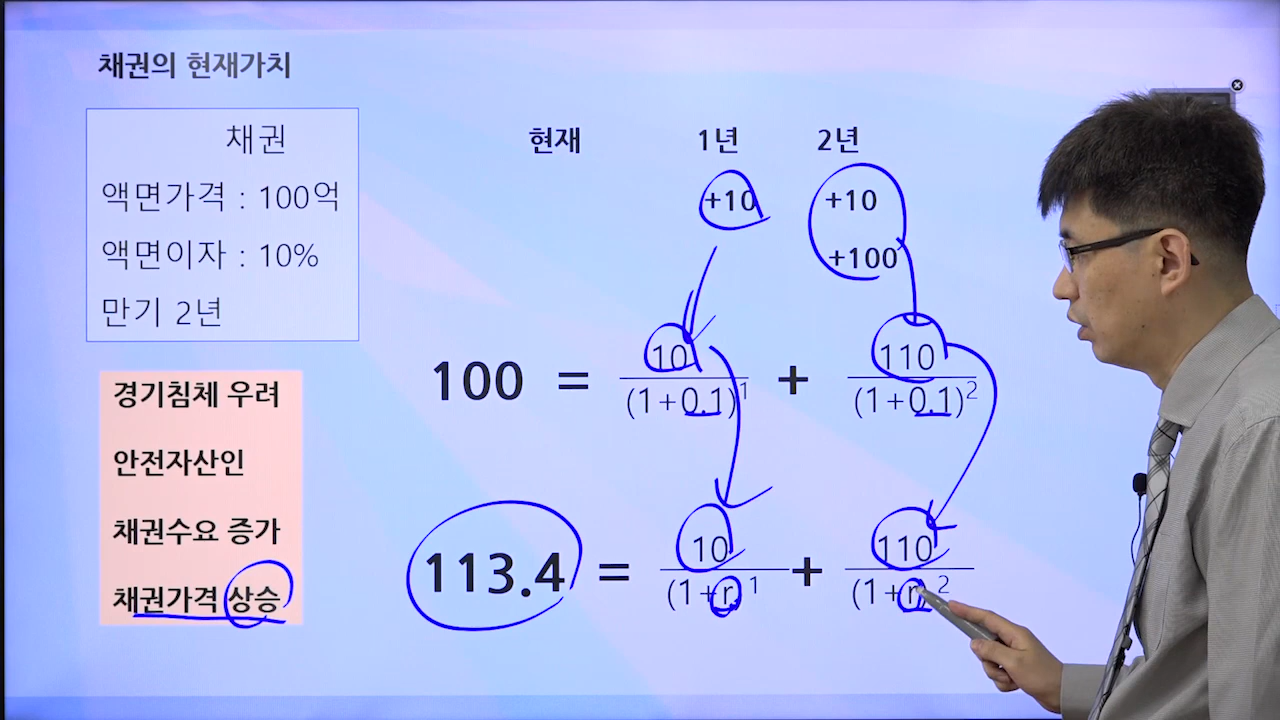 채권의 현재가치
채권
액면가격 : 100억
액면이자 : 10%
만기 2년
경기침체 우려
안전자산인
채권수요 증가
채권가격 상승
현재 1년 2년
+10 +10
+100
100 = 10 + 110
(1+0.1)1 (1+0.1)2
113.4 = 10 + 110
(1+r 1 (1+r 2